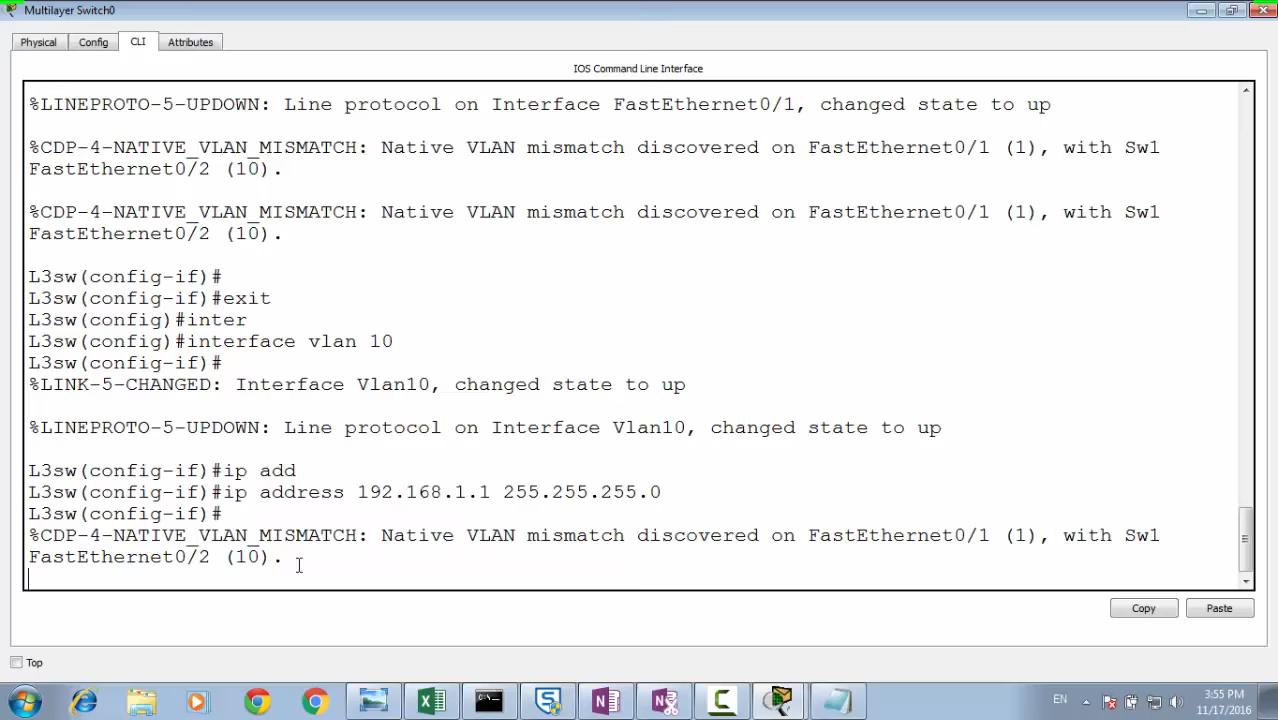 Multilayer Switch0
Physical
Config
CLI
Attributes
IOS Command Line Interface
%LINEPROTO-5-UPDOWN: Line protocol on Interface FastEthernet0/1, changed state to up
%CDP-4-NATIVE_VLAN_MISMATCH: Native VLAN mismatch discovered on FastEthernet0/1 (1), with Sw1
FastEthernet0/2 (10).
%CDP-4-NATIVE_VLAN_MISMATCH: Native VLAN mismatch discovered on FastEthernet0/1 (1), with Sw1
FastEthernet0/2 (10).
L3sw(config-if)#
L3sw(config-if)#exit
L3sw(config)#inter
L3sw(config)#interface vlan 10
L3sw(config-if)#
%LINK-5-CHANGED: Interface Vlan10, changed state to up
%LINEPROTO-5-UPDOWN: Line protocol on Interface Vlan10, changed state to up
L3sw(config-if)#ip add
L3sw(config-if)#ip address 192.168.1.1 255.255.255.0
L3sw(config-if)#
%CDP-4-NATIVE_VLAN_MISMATCH: Native VLAN mismatch discovered on FastEthernet0/1 (1), with Sw1
FastEthernet0/2 (10).
Copy
Paste
Top
EN
3:55 PM
11/17/2016